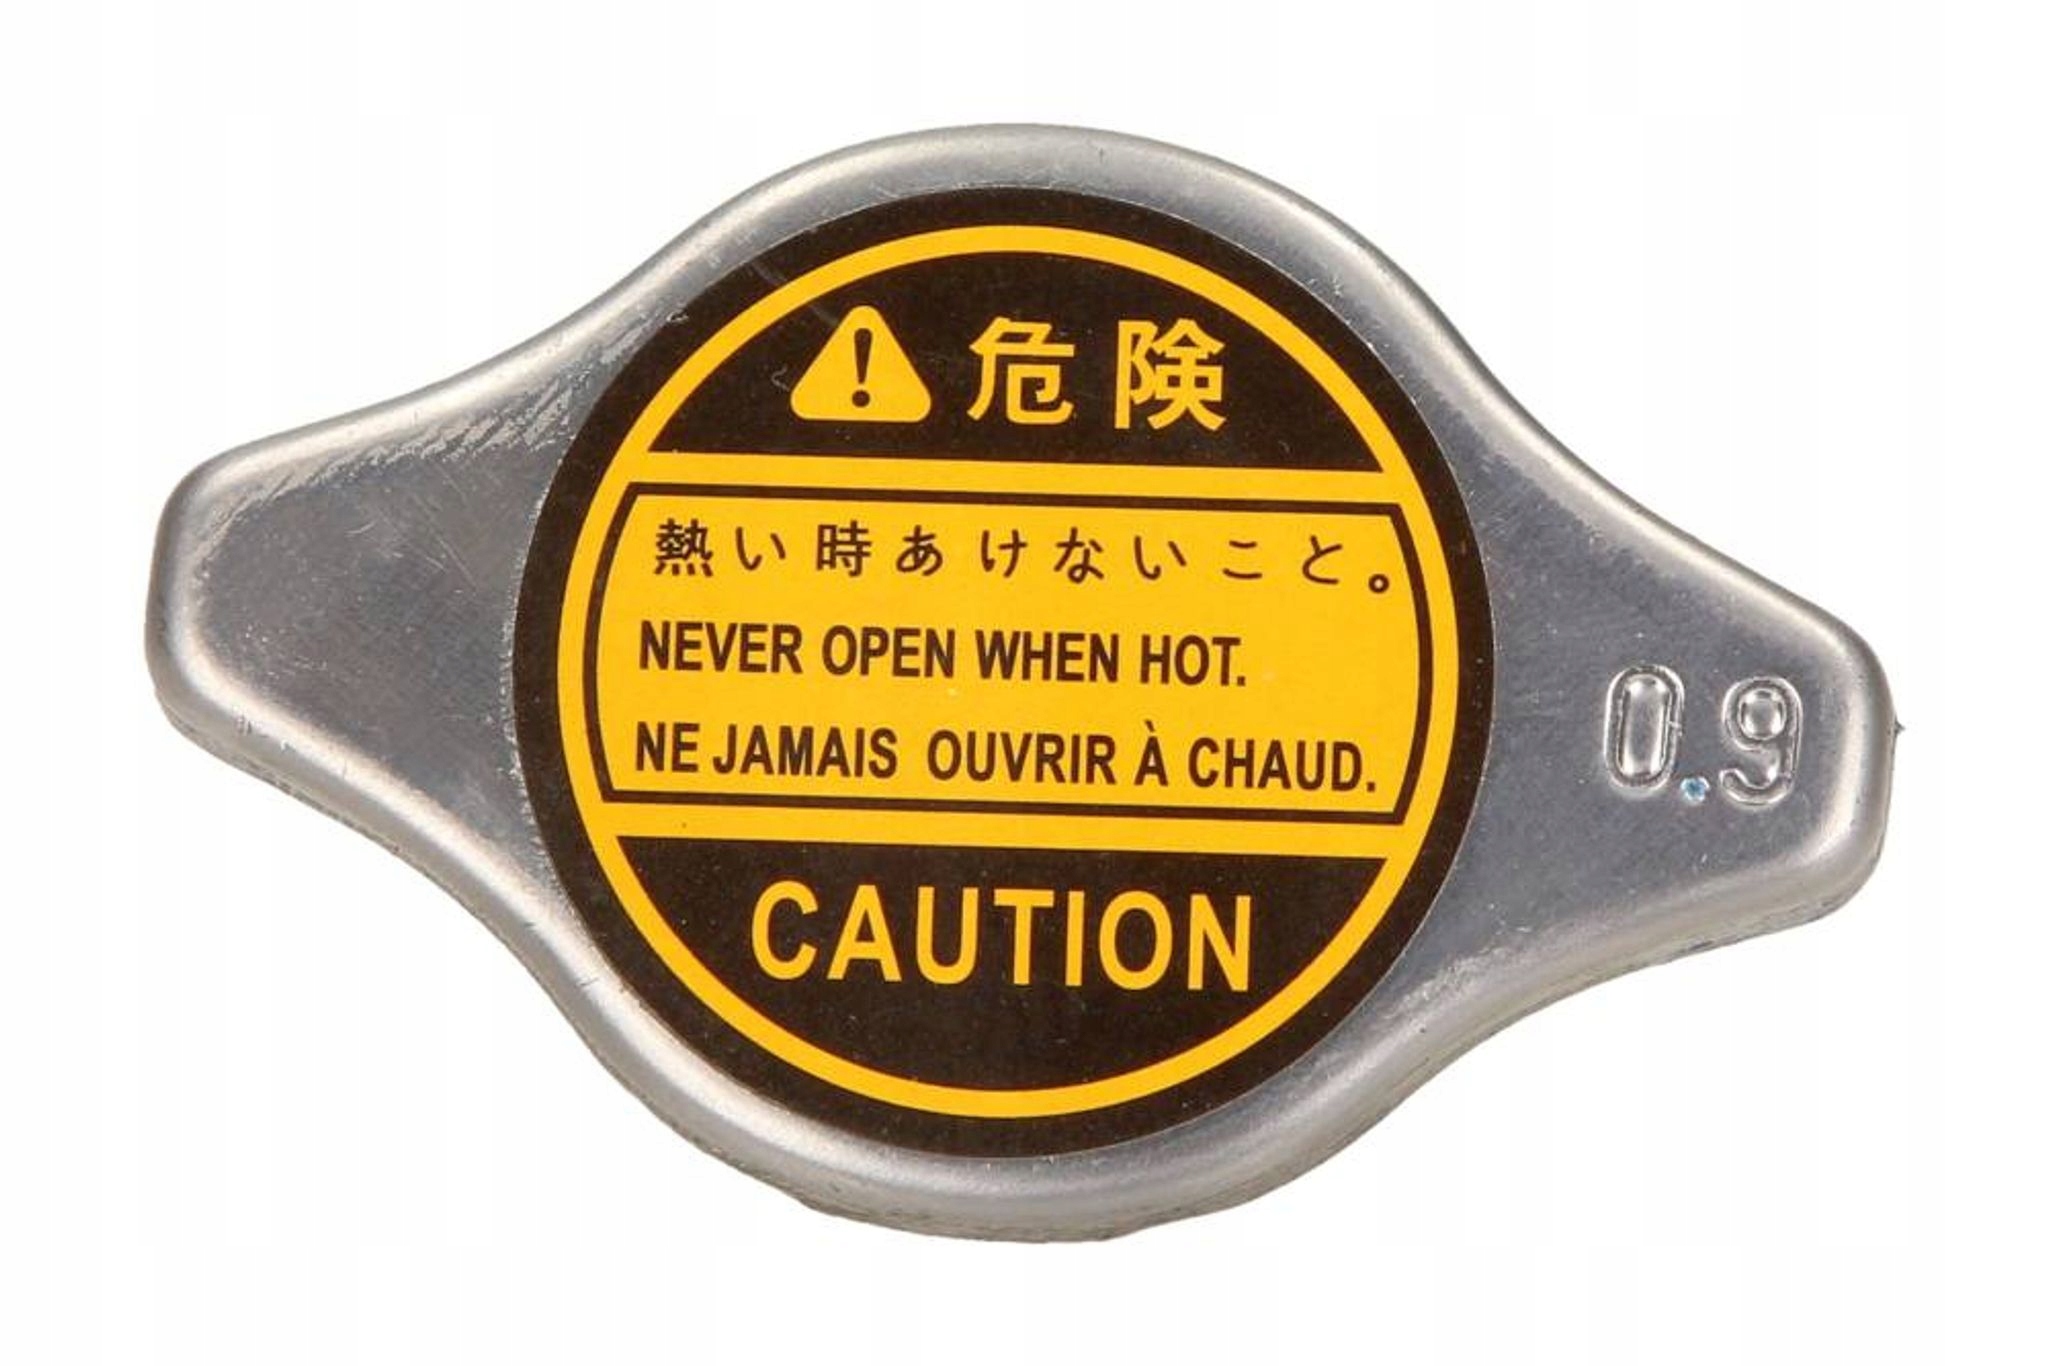 危険
熱い時あけないこと。
NEVER OPEN WHEN HOT.
NE JAMAIS OUVRIR À CHAUD.
CAUTION
0.9